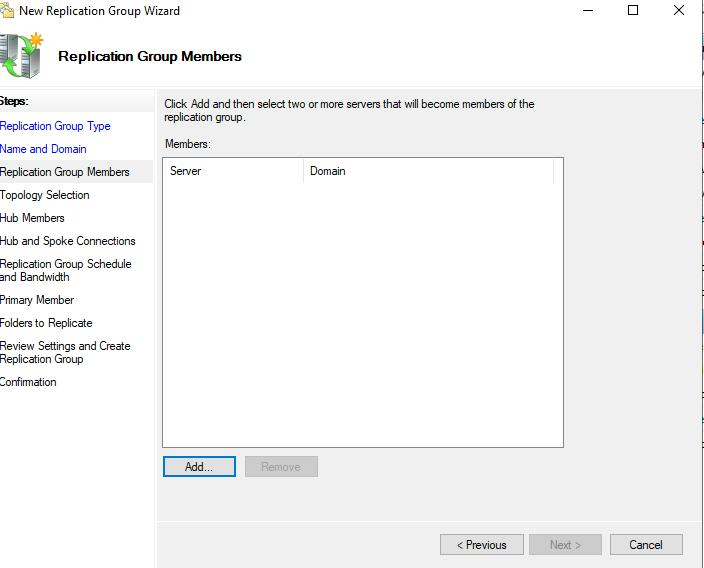 New Replication Group Wizard
Replication Group Members
Steps:
Replication Group Type
Name and Domain
Replication Group Members
Topology Selection
Hub Members
Hub and Spoke Connections
Replication Group Schedule
and Bandwidth
Primary Member
Folders to Replicate
Review Settings and Create
Replication Group
Confirmation
Click Add and then select two or more servers that will become members of the
replication group.
Members:
Server Domain
Add... Remove
< Previous Next > Cancel